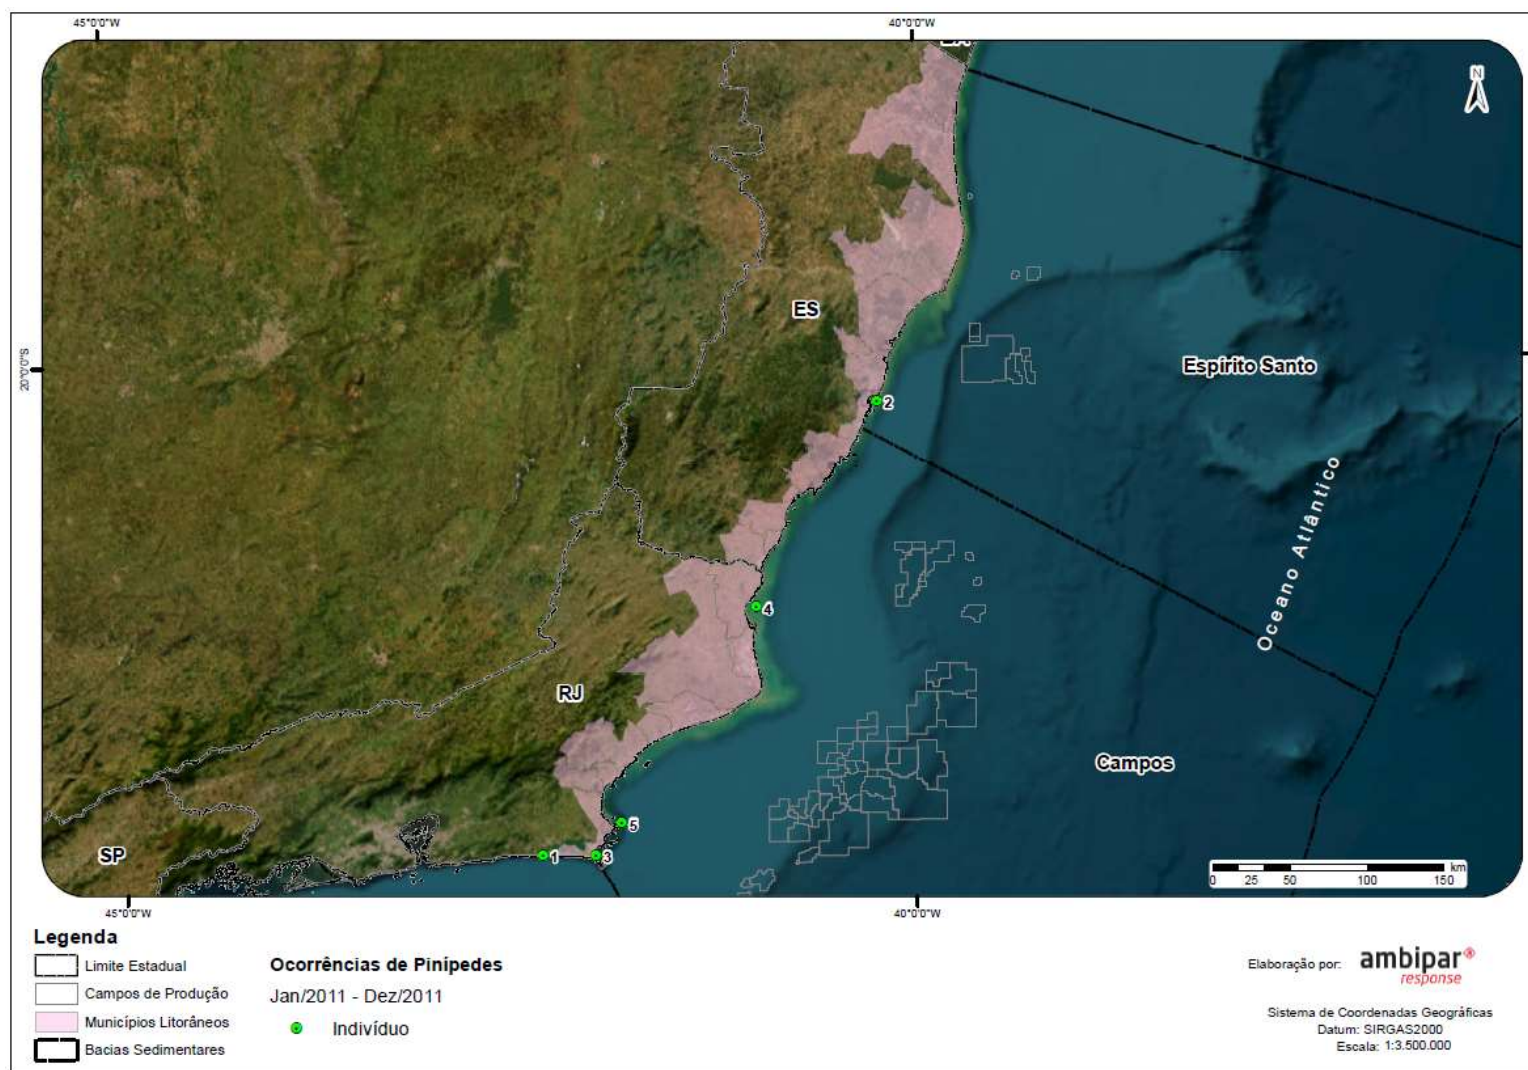 45°0'0"W
40°0'0"W
N
ES
20°0'0"S
Espírito Santo
2
Oceano Atlântico
4
RJ
Campos
5
SP
1
3
km
0 25 50 100 150
45°0'0"W
40°0'0"W
Legenda
Limite Estadual
Campos de Produção
Municípios Litorâneos
Bacias Sedimentares
Ocorrências de Pinípedes
Jan/2011 - Dez/2011
Indivíduo
Elaboração por:
ambipar®
response
Sistema de Coordenadas Geográficas
Datum: SIRGAS2000
Escala: 1:3.500.000